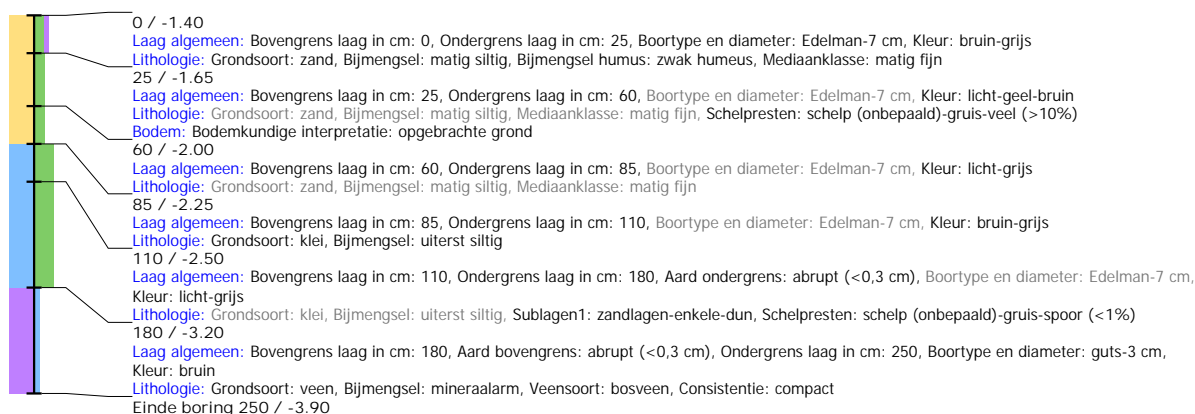 0 / -1.40
Laag algemeen: Bovengrens laag in cm: 0, Ondergrens laag in cm: 25, Boortype en diameter: Edelman-7 cm, Kleur: bruin-grijs
Lithologie: Grondsoort: zand, Bijmengsel: matig siltig, Bijmengsel humus: zwak humeus, Mediaanklasse: matig fijn
25 / -1.65
Laag algemeen: Bovengrens laag in cm: 25, Ondergrens laag in cm: 60, Boortype en diameter: Edelman-7 cm, Kleur: licht-geel-bruin
Lithologie: Grondsoort: zand, Bijmengsel: matig siltig, Mediaanklasse: matig fijn, Schelpresten: schelp (onbepaald)-gruis-veel (>10%)
Bodem: Bodemkundige interpretatie: opgebrachte grond
60 / -2.00
Laag algemeen: Bovengrens laag in cm: 60, Ondergrens laag in cm: 85, Boortype en diameter: Edelman-7 cm, Kleur: licht-grijs
Lithologie: Grondsoort: zand, Bijmengsel: matig siltig, Mediaanklasse: matig fijn
85 / -2.25
Laag algemeen: Bovengrens laag in cm: 85, Ondergrens laag in cm: 110, Boortype en diameter: Edelman-7 cm, Kleur: bruin-grijs
Lithologie: Grondsoort: klei, Bijmengsel: uiterst siltig
110 / -2.50
Laag algemeen: Bovengrens laag in cm: 110, Ondergrens laag in cm: 180, Aard ondergrens: abrupt (<0,3 cm), Boortype en diameter: Edelman-7 cm,
Kleur: licht-grijs
Lithologie: Grondsoort: klei, Bijmengsel: uiterst siltig, Sublagen1: zandlagen-enkele-dun, Schelpresten: schelp (onbepaald)-gruis-spoor (<1%)
180 / -3.20
Laag algemeen: Bovengrens laag in cm: 180, Aard bovengrens: abrupt (<0,3 cm), Ondergrens laag in cm: 250, Boortype en diameter: guts-3 cm,
Kleur: bruin
Lithologie: Grondsoort: veen, Bijmengsel: mineraalarm, Veensoort: bosveen, Consistentie: compact
Einde boring 250 / -3.90